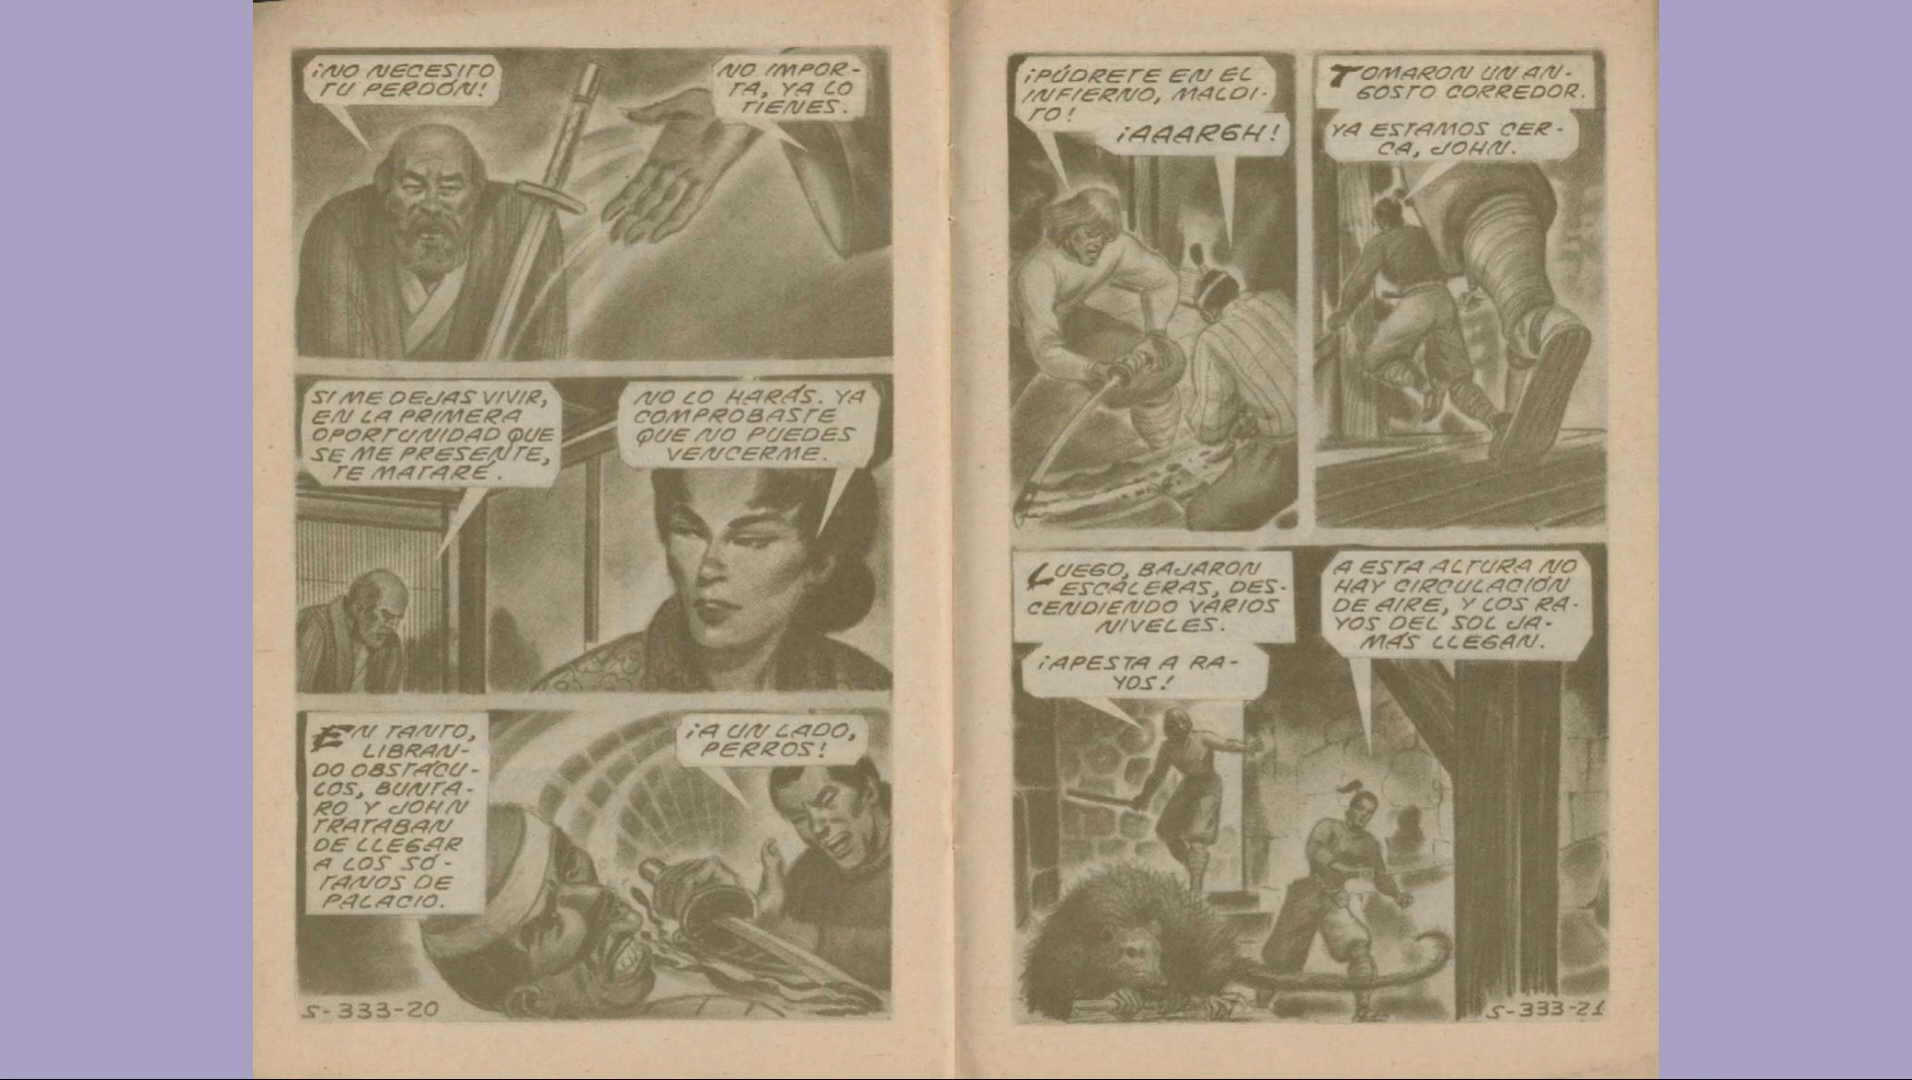 ¡NO NECESITO
TU PERDÓN!
NO IMPOR-
TA, YA LO
TIENES.
SI ME DEJAS VIVIR,
EN LA PRIMERA
OPORTUNIDAD QUE
SE ME PRESENTE,
TE MATARÉ.
NO LO HARÁS. YA
COMPROBASTE
QUE NO PUEDES
VENCERME.
EN TANTO,
LIBRAN-
DO OBSTÁCU-
LOS, BUNTA-
RO Y JOHN
TRATABAN
DE LLEGAR
A LOS SÓ-
TANOS DE
PALACIO.
¡A UN LADO,
PERROS!
S-333-20
¡PÚDRETE EN EL
INFIERNO, MALDI-
TO!
¡AAARGH!
TOMARON UN AN-
GOSTO CORREDOR.
YA ESTAMOS CER-
CA, JOHN.
LUEGO, BAJARON
ESCALERAS, DES-
CENDIENDO VARIOS
NIVELES.
¡APESTA A RA-
YOS!
A ESTA ALTURA NO
HAY CIRCULACIÓN
DE AIRE, Y LOS RA-
YOS DEL SOL JA-
MÁS LLEGAN.
S-333-21